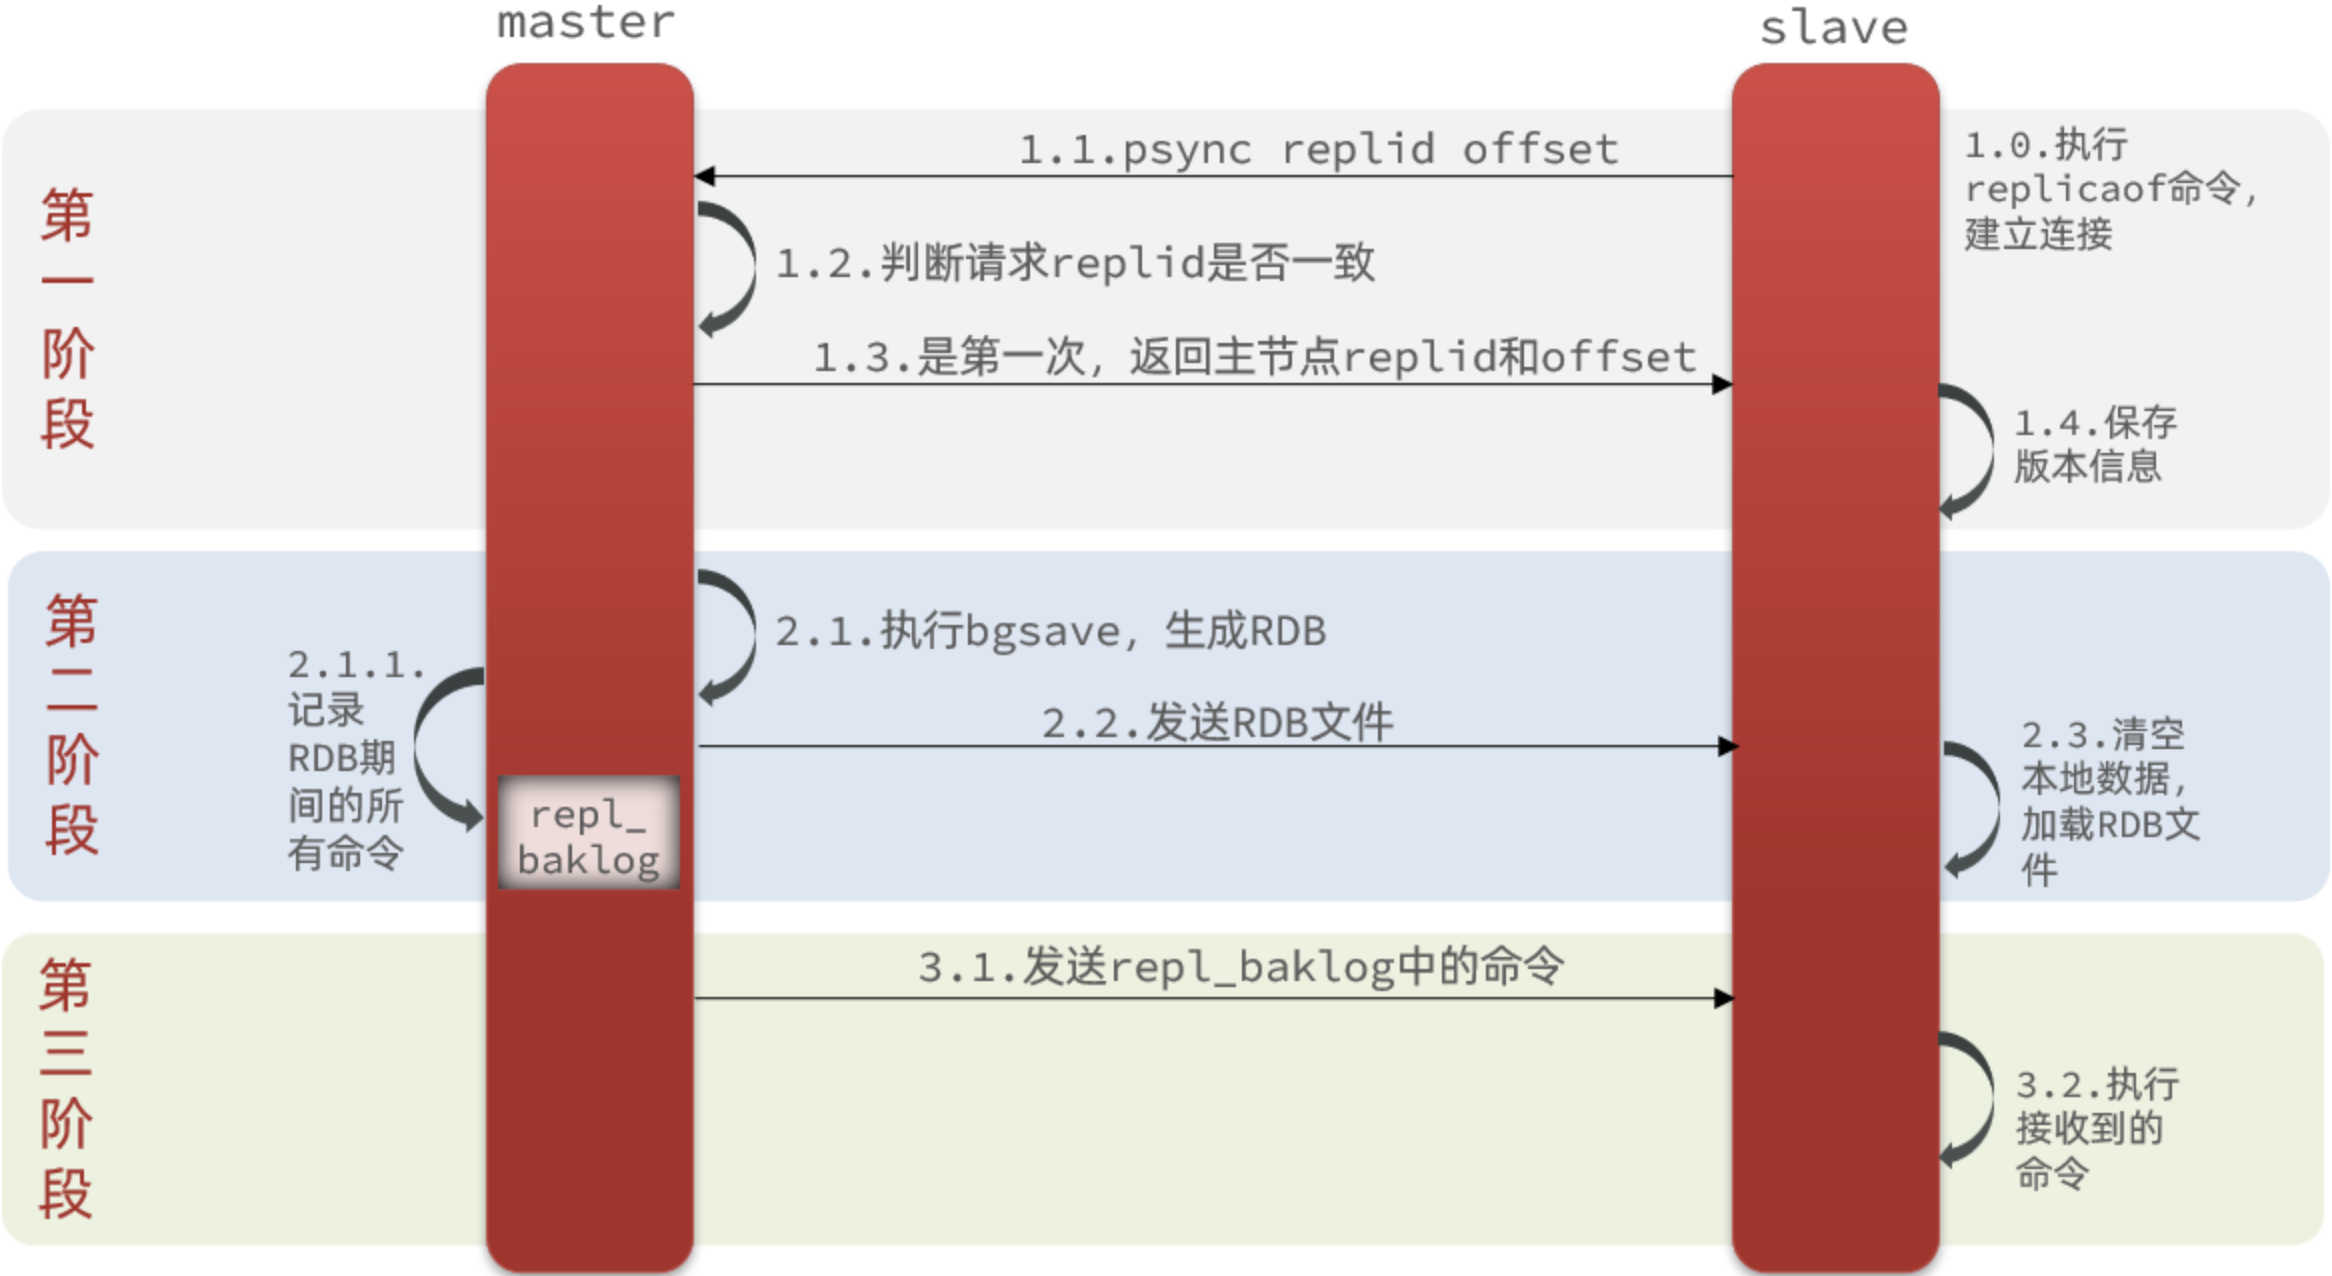 master
slave
第一阶段
1.0.执行
replicaof命令,
建立连接
1.1.psync replid offset
1.2.判断请求replid是否一致
1.3.是第一次, 返回主节点replid和offset
1.4.保存
版本信息
第二阶段
2.1.执行bgsave, 生成RDB
2.1.1.
记录
RDB期
间的所
有命令
repl_
baklog
2.2.发送RDB文件
2.3.清空
本地数据,
加载RDB文
件
第三阶段
3.1.发送repl_baklog中的命令
3.2.执行
接收到的
命令